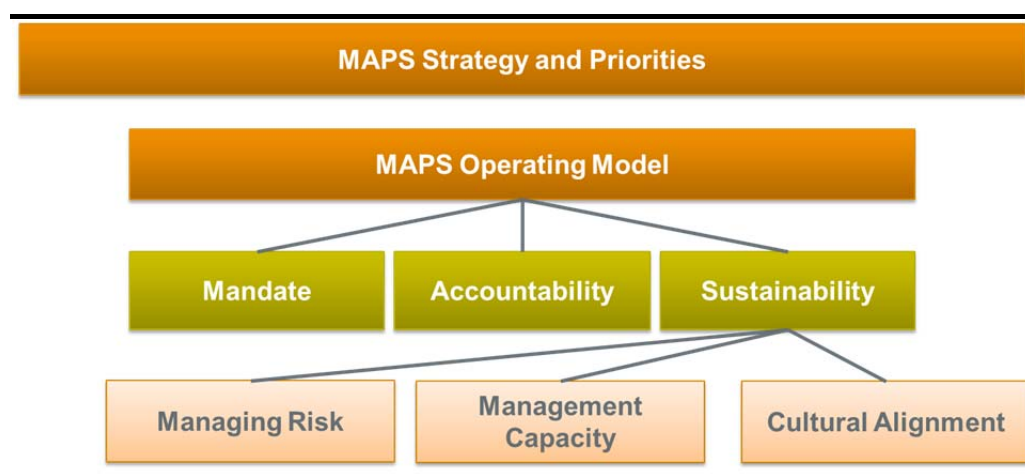 MAPS Strategy and Priorities
MAPS Operating Model
Mandate
Accountability
Sustainability
Managing Risk
Management
Capacity
Cultural Alignment